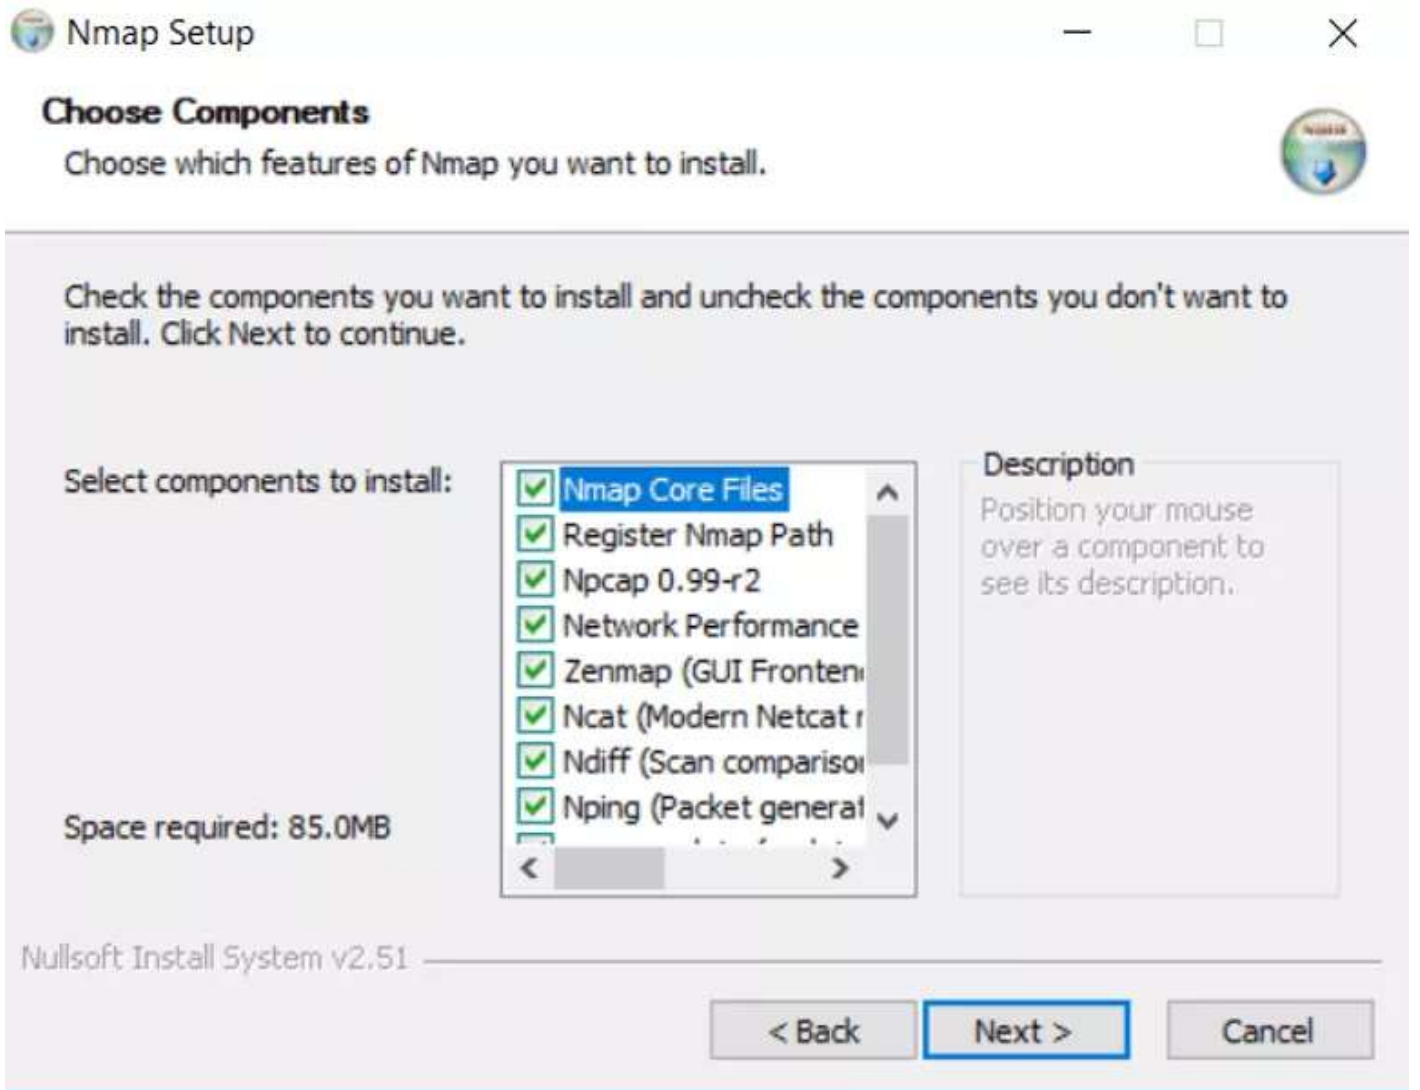 Nmap Setup
Choose Components
Choose which features of Nmap you want to install.
Check the components you want to install and uncheck the components you don't want to
install. Click Next to continue.
Select components to install:
Nmap Core Files
Register Nmap Path
Npcap 0.99-r2
Network Performance
Zenmap (GUI Fronten
Ncat (Modern Netcat r
Ndiff (Scan compariso
Nping (Packet generat
Description
Position your mouse
over a component to
see its description.
Space required: 85.0MB
Nullsoft Install System v2.51
< Back
Next >
Cancel